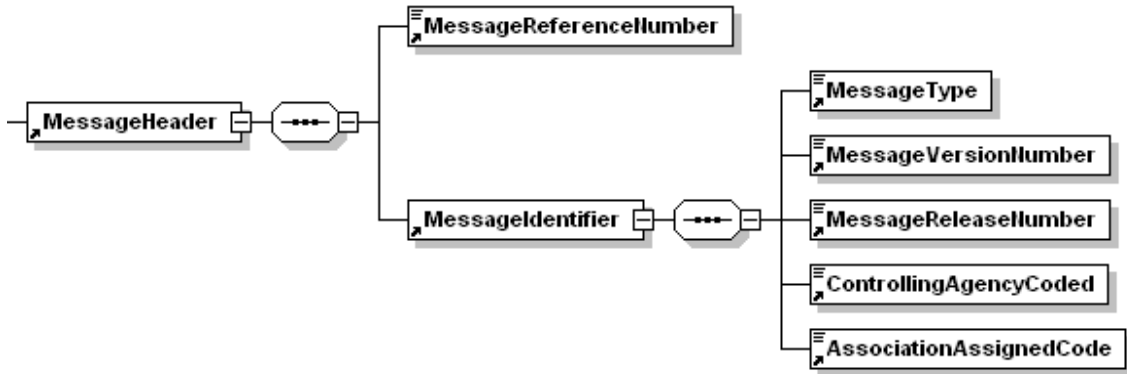 MessageReferenceNumber
MessageHeader
MessageType
MessageVersionNumber
MessageIdentifier
MessageReleaseNumber
ControllingAgencyCoded
AssociationAssignedCode